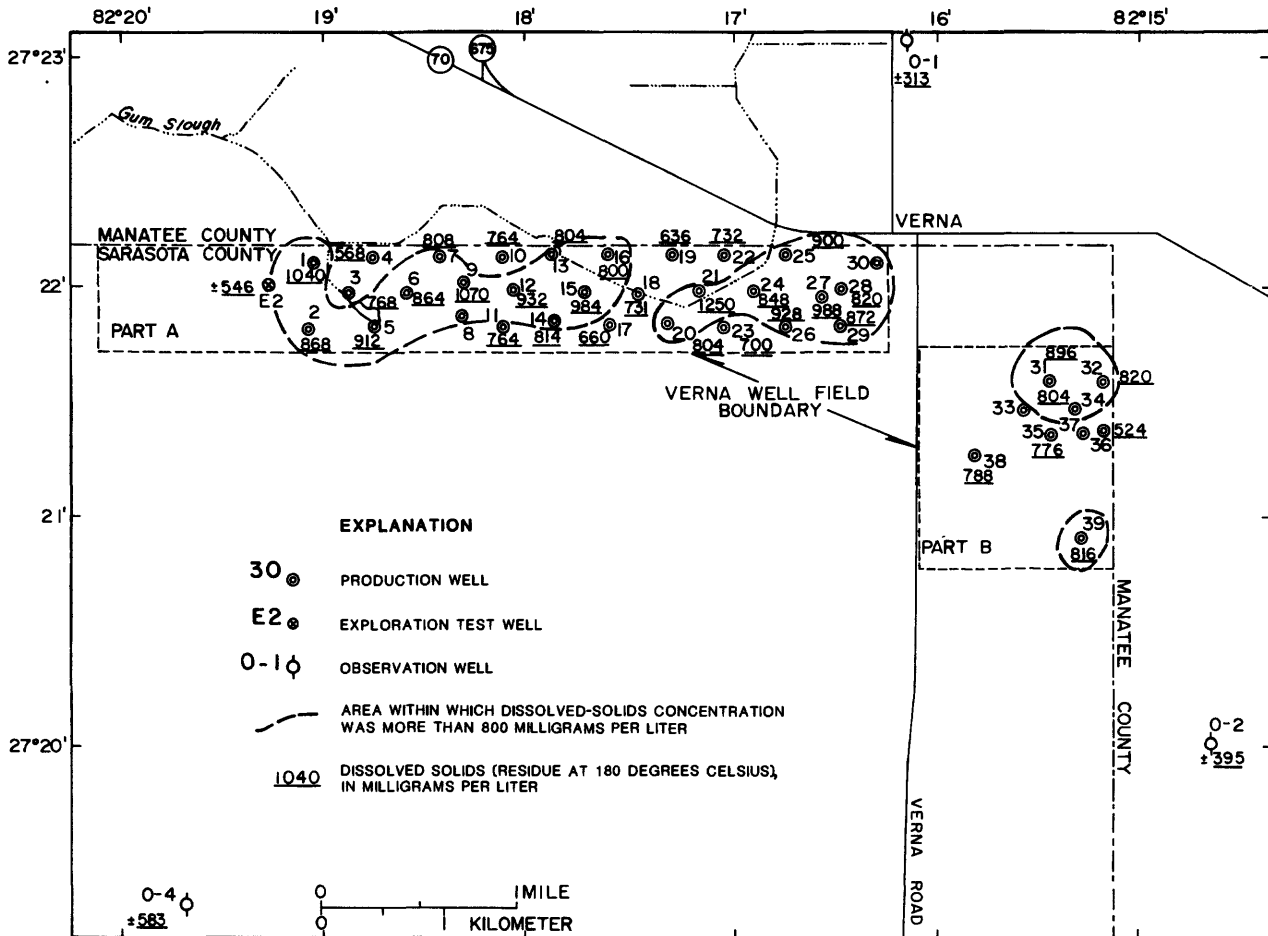 82°20' 19' 18' 17' 16' 82°15'
27°23'
70 675
0-1
±313
Gum Slough
MANATEE COUNTY
SARASOTA COUNTY
VERNA
808 764 804 636 732 900
1 568 4 7 10 13 16 19 22 25 30
1040 800
±546 E2 3 6 9 12 15 18 21 24 27 28
768 864 1070 932 984 731 1250 848 988 820
PART A 2 5 8 11 14 17 20 23 26 29
868 912 764 814 660 804 700 928 872
VERNA WELL FIELD
BOUNDARY
896
31 32 820
804
33 34
35 37 36 524
776
38
788
39
816
PART B
22'
21'
27°20'
EXPLANATION
30 PRODUCTION WELL
E2 EXPLORATION TEST WELL
0-1 OBSERVATION WELL
AREA WITHIN WHICH DISSOLVED-SOLIDS CONCENTRATION
WAS MORE THAN 800 MILLIGRAMS PER LITER
1040 DISSOLVED SOLIDS (RESIDUE AT 180 DEGREES CELSIUS),
IN MILLIGRAMS PER LITER
MANATEE COUNTY
0-2
±395
VERNA ROAD
0-4
±583
0 1 MILE
0 1 KILOMETER